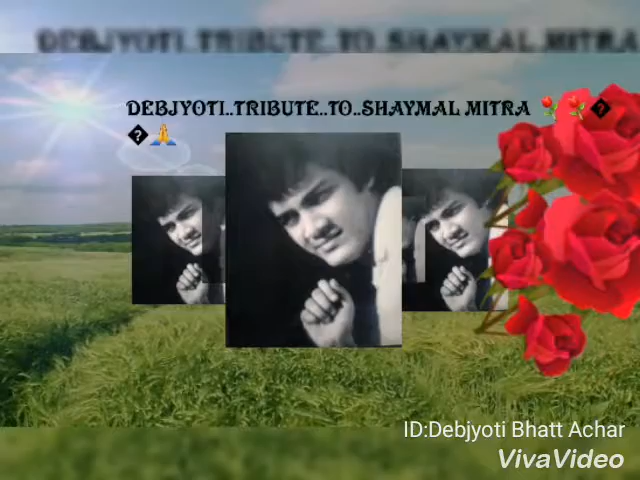 DEBJYOTI..TRIBUTE..TO..SHAYMAL MITRA
DEBJYOTI..TRIBUTE..TO..SHAYMAL MITRA 🌹🌹�
�🙏
ID:Debjyoti Bhatt Achar
VivaVideo